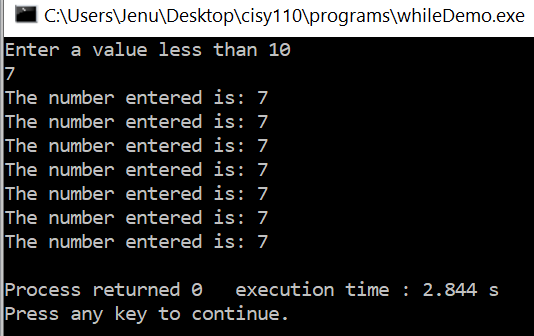 C:\Users\Jenu\Desktop\cisy110\programs\whileDemo.exe
Enter a value less than 10
7
The number entered is: 7
The number entered is: 7
The number entered is: 7
The number entered is: 7
The number entered is: 7
The number entered is: 7
The number entered is: 7

Process returned 0   execution time : 2.844 s
Press any key to continue.